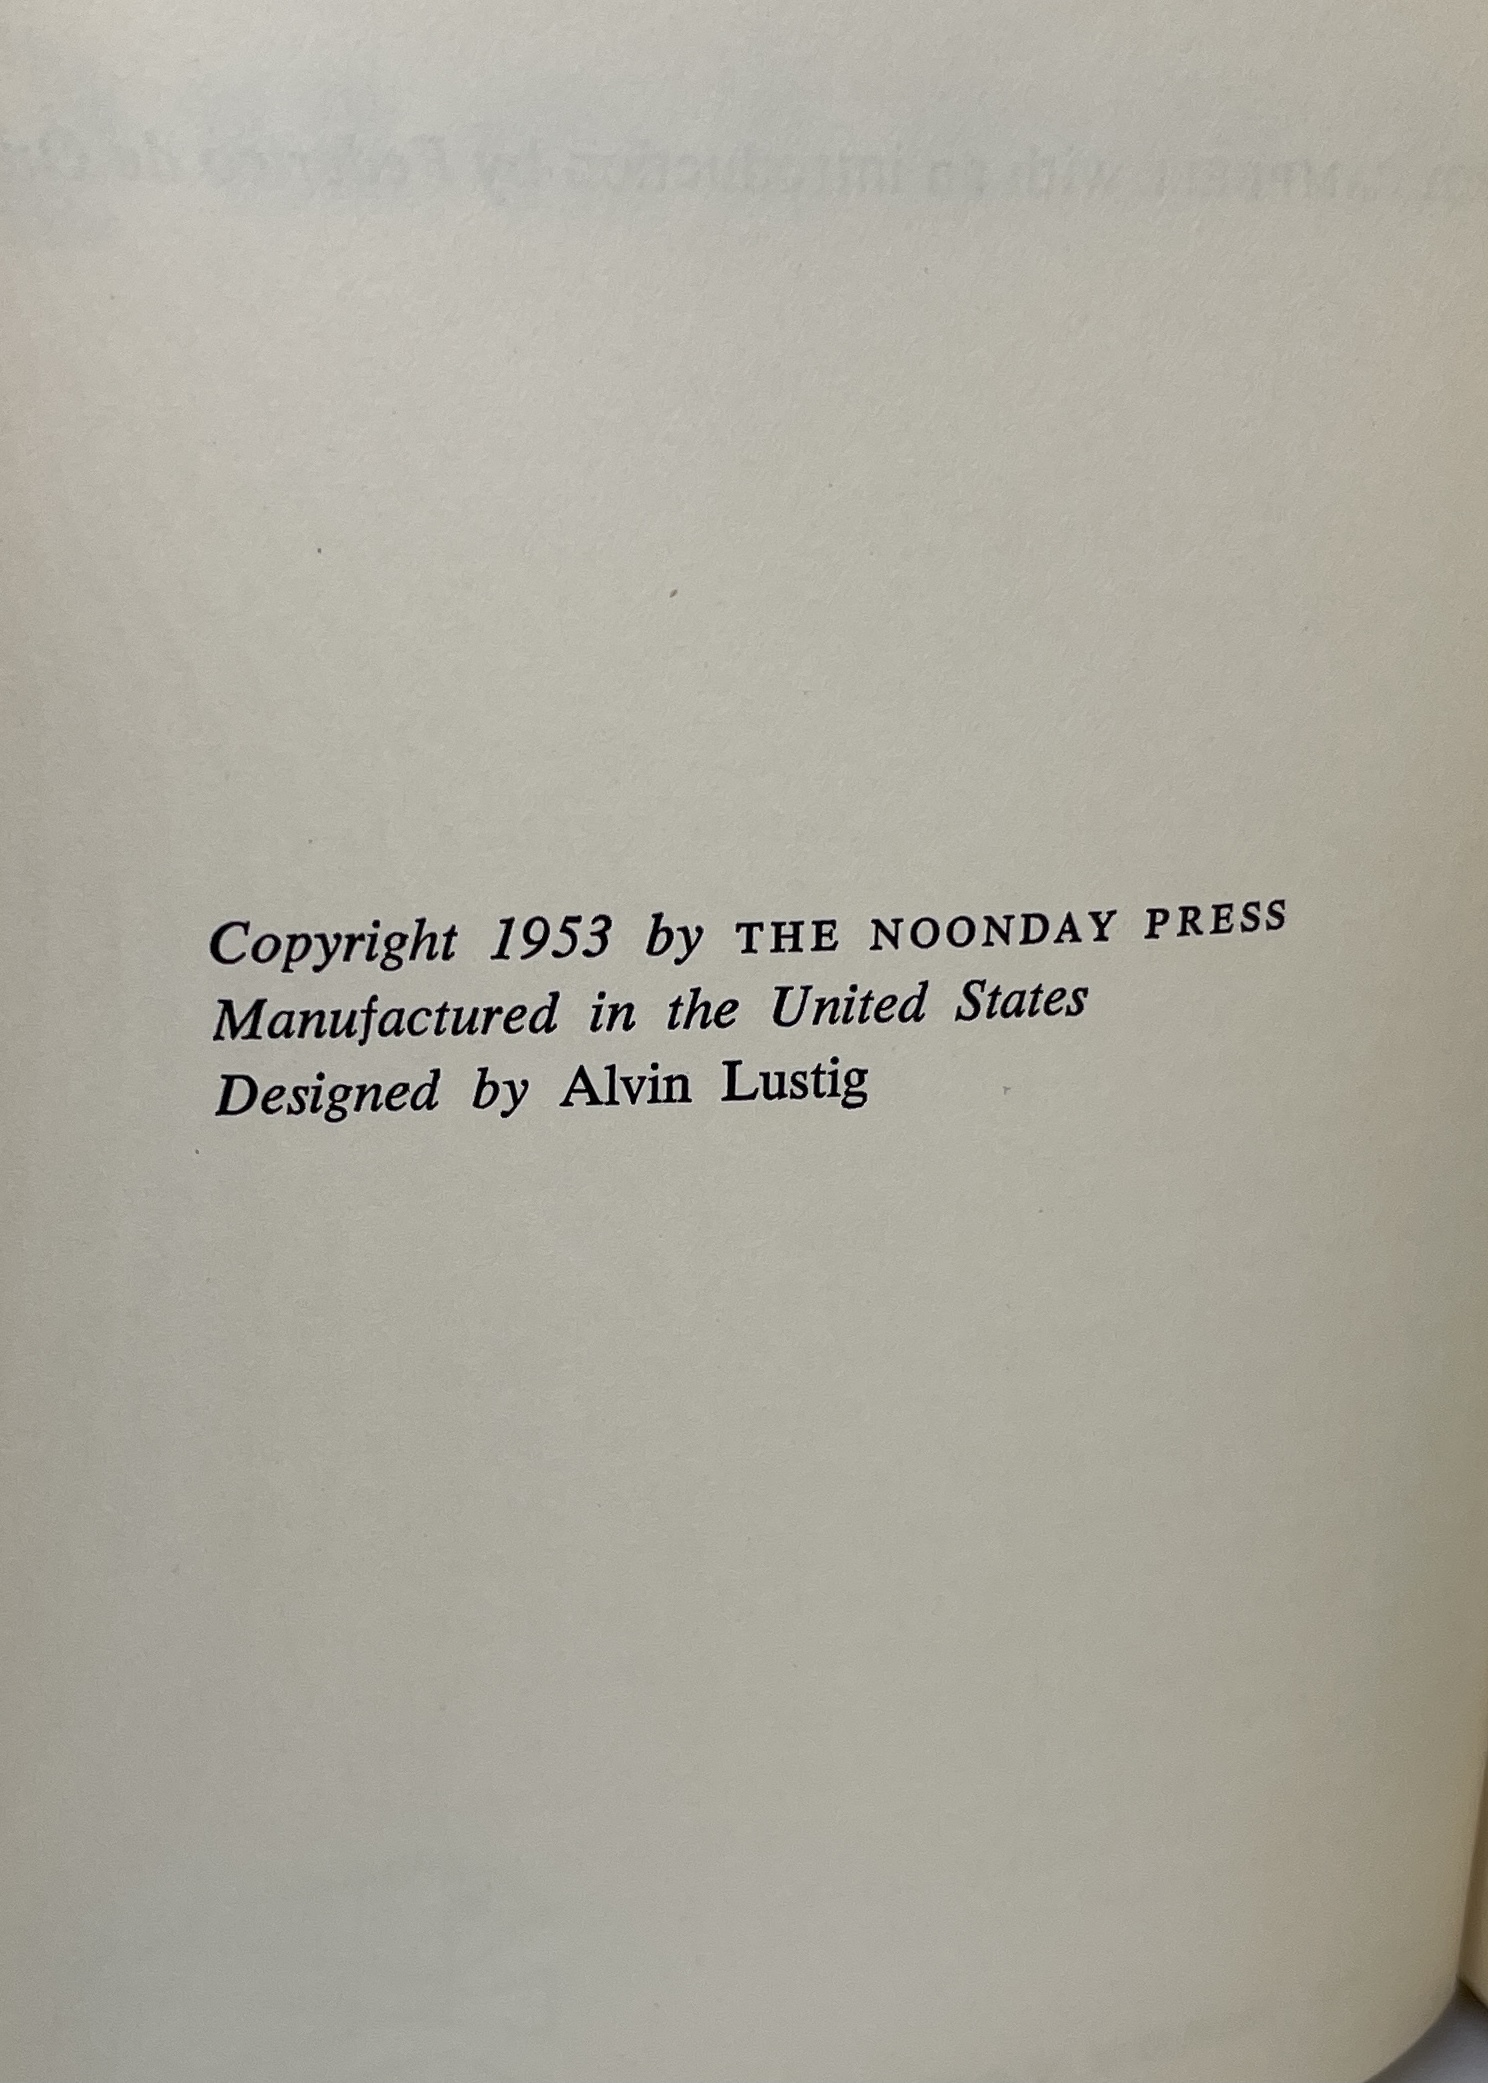 Copyright 1953 by THE NOONDAY PRESS
Manufactured in the United States
Designed by Alvin Lustig